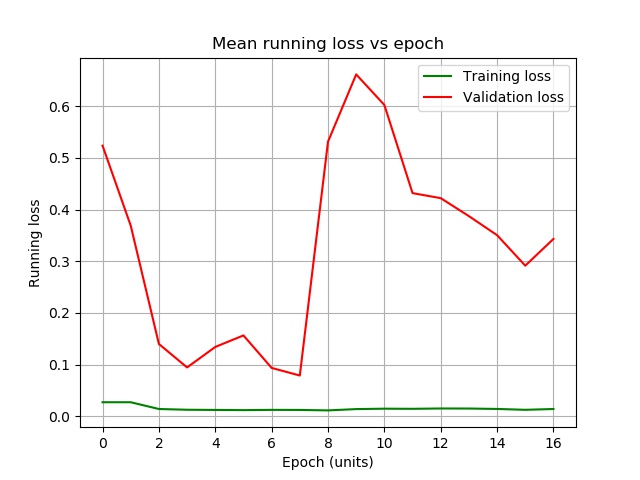 Mean running loss vs epoch
Training loss
Validation loss
Running loss
0.6
0.5
0.4
0.3
0.2
0.1
0.0
0 2 4 6 8 10 12 14 16
Epoch (units)